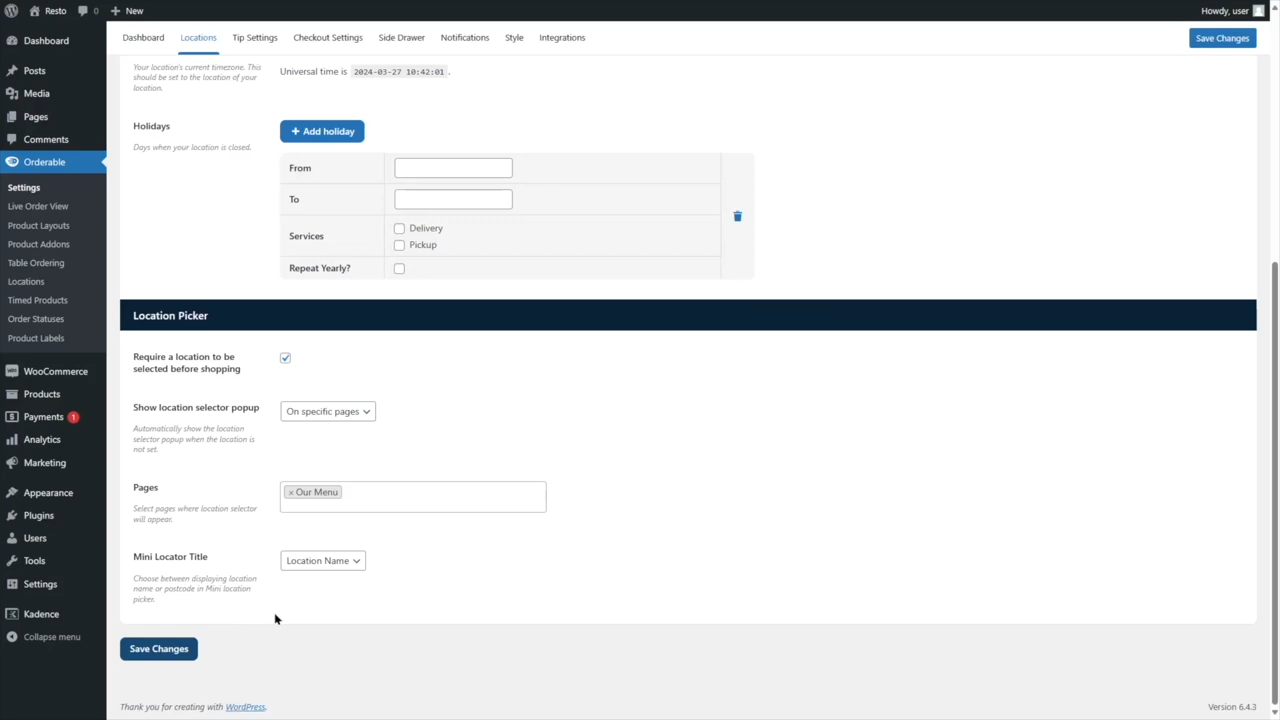 Resto
0
New
Howdy, user
Dashboard
Posts
Media
Pages
Comments
Orderable
Settings
Live Order View
Product Layouts
Product Addons
Table Ordering
Locations
Timed Products
Order Statuses
Product Labels
WooCommerce
Products
Payments 1
Analytics
Marketing
Appearance
Plugins
Users
Tools
Settings
Kadence
Collapse menu
Dashboard Locations Tip Settings Checkout Settings Side Drawer Notifications Style Integrations
Save Changes
Your location's current timezone. This
should be set to the location of your
location.
Universal time is 2024-03-27 10:42:01 .
Holidays
Days when your location is closed.
+ Add holiday
From
To
Services
Delivery
Pickup
Repeat Yearly?
Location Picker
Require a location to be
selected before shopping
Show location selector popup
Automatically show the location
selector popup when the location is
not set.
On specific pages
Pages
Select pages where location selector
will appear.
× Our Menu
Mini Locator Title
Choose between displaying location
name or postcode in Mini location
picker.
Location Name
Save Changes
Thank you for creating with WordPress.
Version 6.4.3